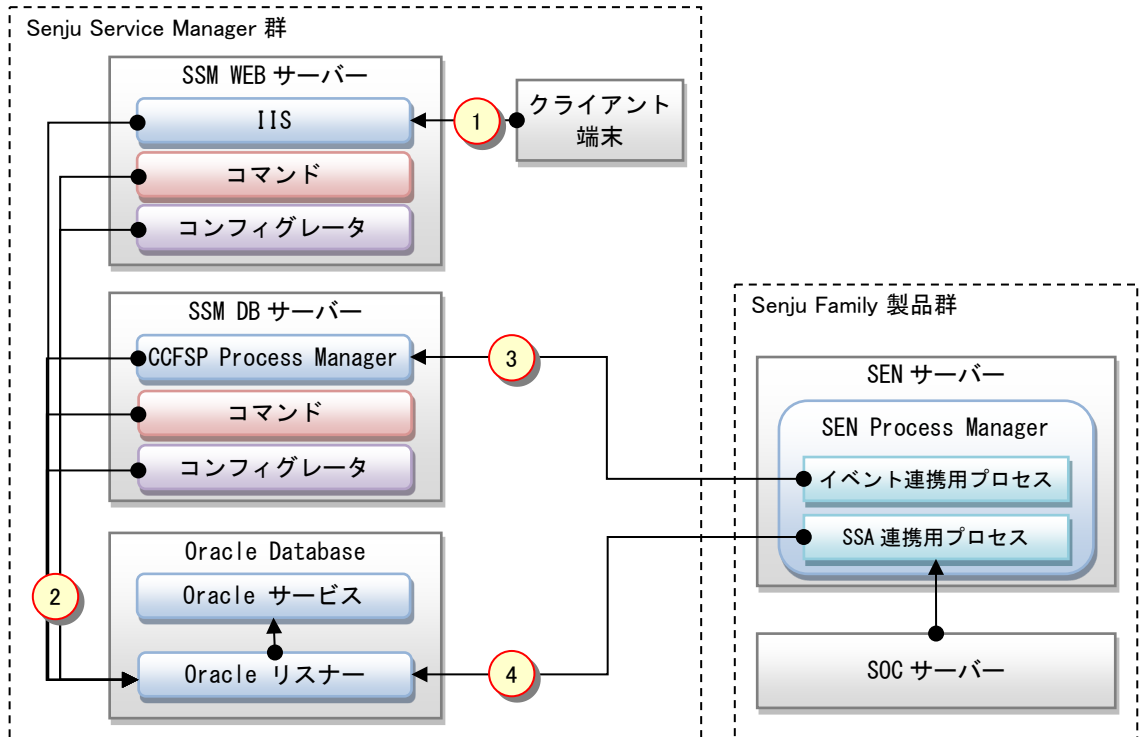 Senju Service Manager 群
SSM WEB サーバー
IIS
コマンド
コンフィグレータ
1
クライアント
端末
SSM DB サーバー
CCFSP Process Manager
コマンド
コンフィグレータ
3
Senju Family 製品群
SEN サーバー
SEN Process Manager
イベント連携用プロセス
SSA 連携用プロセス
Oracle Database
Oracle サービス
Oracle リスナー
2
4
SOC サーバー